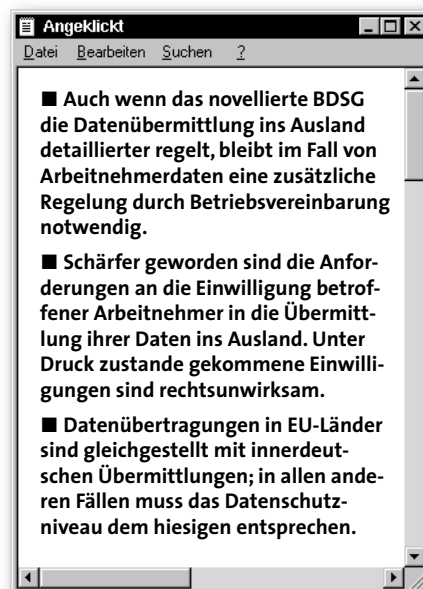 Angeklickt
Datei Bearbeiten Suchen ?
■ Auch wenn das novellierte BDSG
die Datenübermittlung ins Ausland
detaillierter regelt, bleibt im Fall von
Arbeitnehmerdaten eine zusätzliche
Regelung durch Betriebsvereinbarung
notwendig.
■ Schärfer geworden sind die Anfor-
derungen an die Einwilligung betrof-
fener Arbeitnehmer in die Übermitt-
lung ihrer Daten ins Ausland. Unter
Druck zustande gekommene Einwilli-
gungen sind rechtsunwirksam.
■ Datenübertragungen in EU-Länder
sind gleichgestellt mit innerdeut-
schen Übermittlungen; in allen ande-
ren Fällen muss das Datenschutz-
niveau dem hiesigen entsprechen.